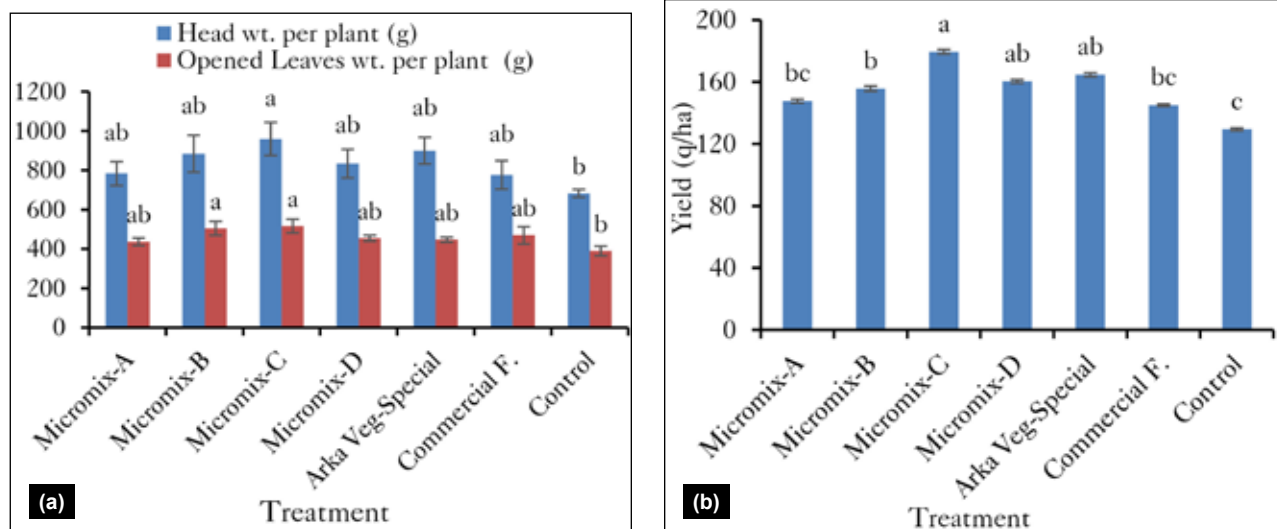 Head wt. per plant (g)
Opened Leaves wt. per plant (g)
1200
1000
800
600
400
200
0
ab
ab
a
ab
ab
ab
b
ab
a
a
ab
ab
ab
b
Micromix-A
Micromix-B
Micromix-C
Micromix-D
Arka Veg-Special
Commercial F.
Control
Treatment
(a)
Yield (q/ha)
200
160
120
80
40
0
bc
b
a
ab
ab
bc
c
Micromix-A
Micromix-B
Micromix-C
Micromix-D
Arka Veg-Special
Commercial F.
Control
Treatment
(b)